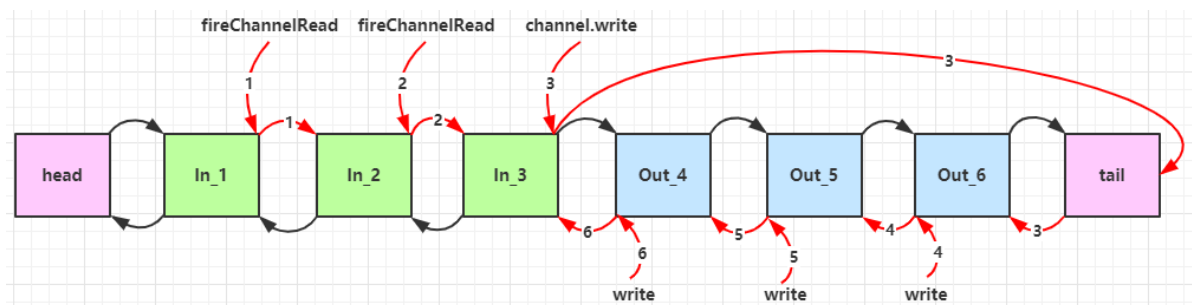 fireChannelRead fireChannelRead channel.write
3
1 2 3
1 2
head In_1 In_2 In_3 Out_4 Out_5 Out_6 tail
6 5 4 3
6 5 4
write write write